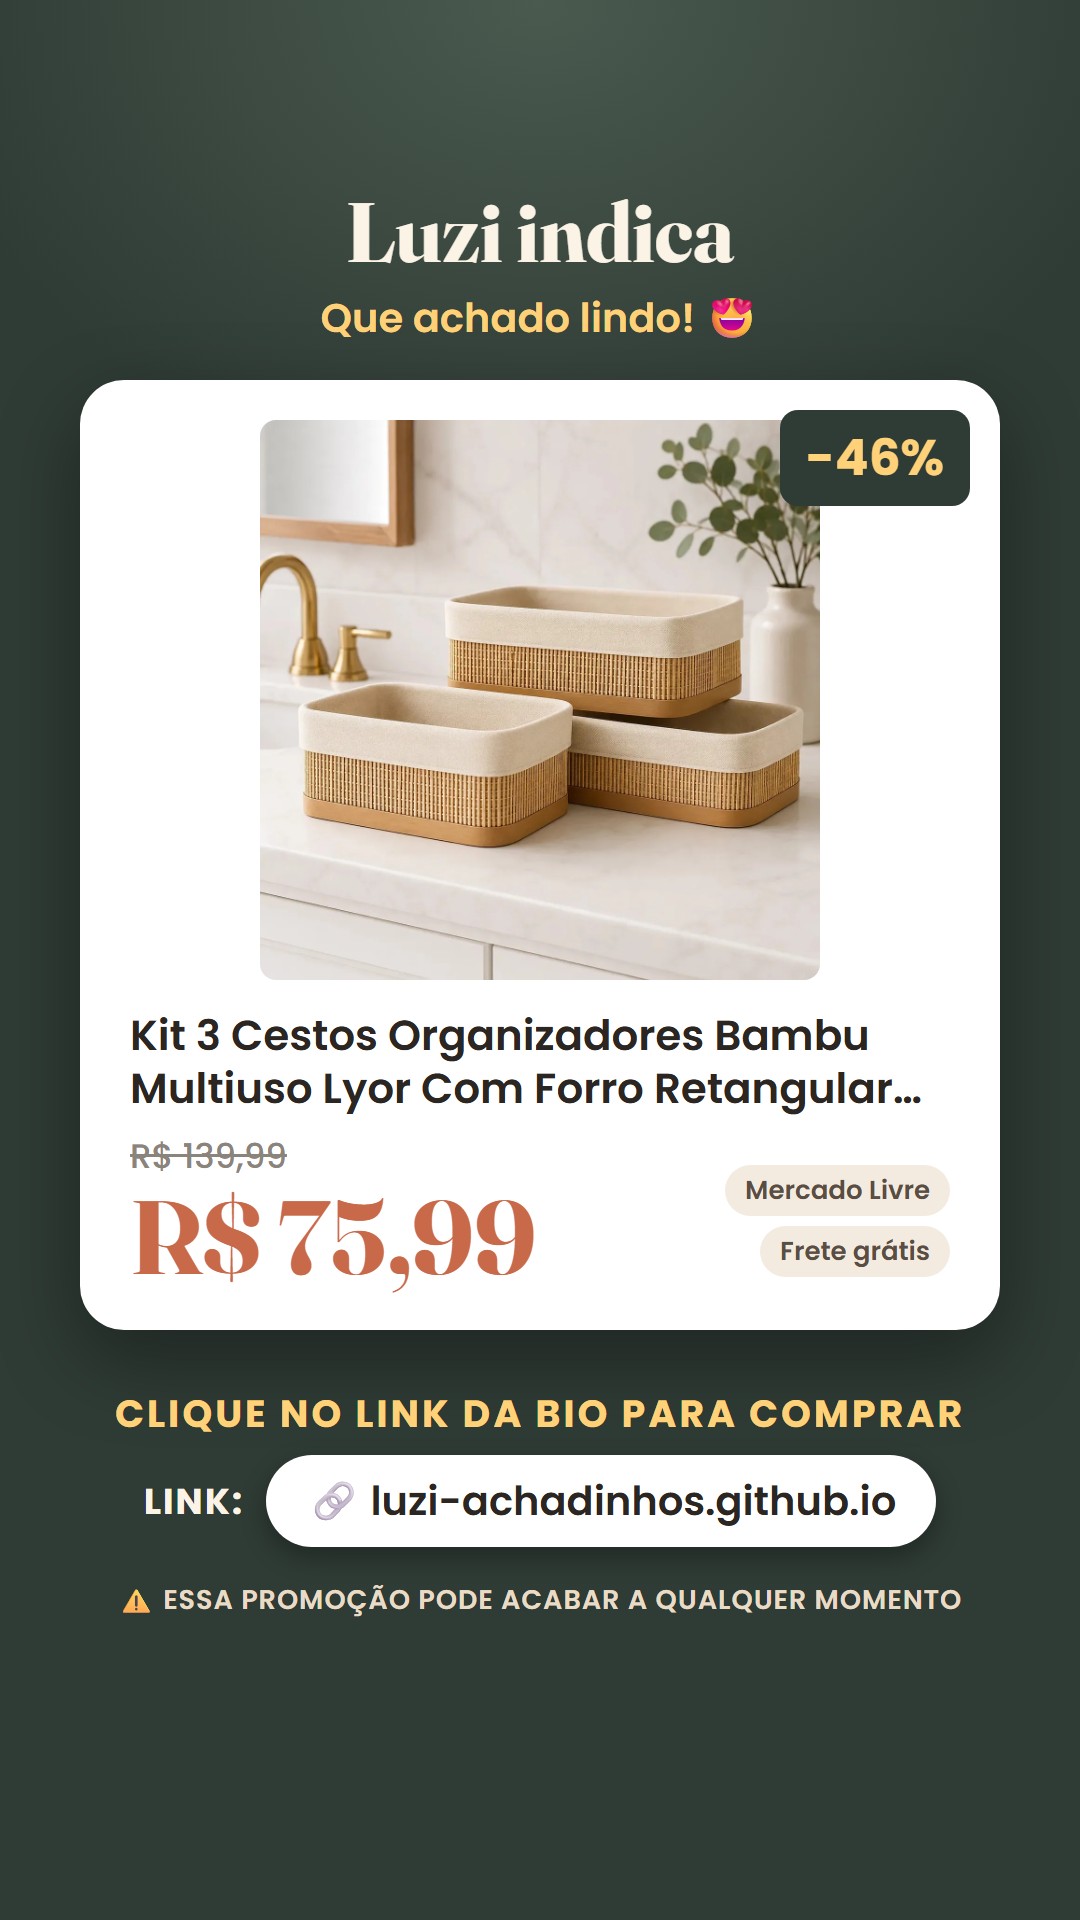 Luzi indica
Que achado lindo! 😍
-46%
Kit 3 Cestos Organizadores Bambu
Multiuso Lyor Com Forro Retangular...
R$ 139,99
R$ 75,99
Mercado Livre
Frete grátis
CLIQUE NO LINK DA BIO PARA COMPRAR
LINK: 🔗 luzi-achadinhos.github.io
⚠️ ESSA PROMOÇÃO PODE ACABAR A QUALQUER MOMENTO